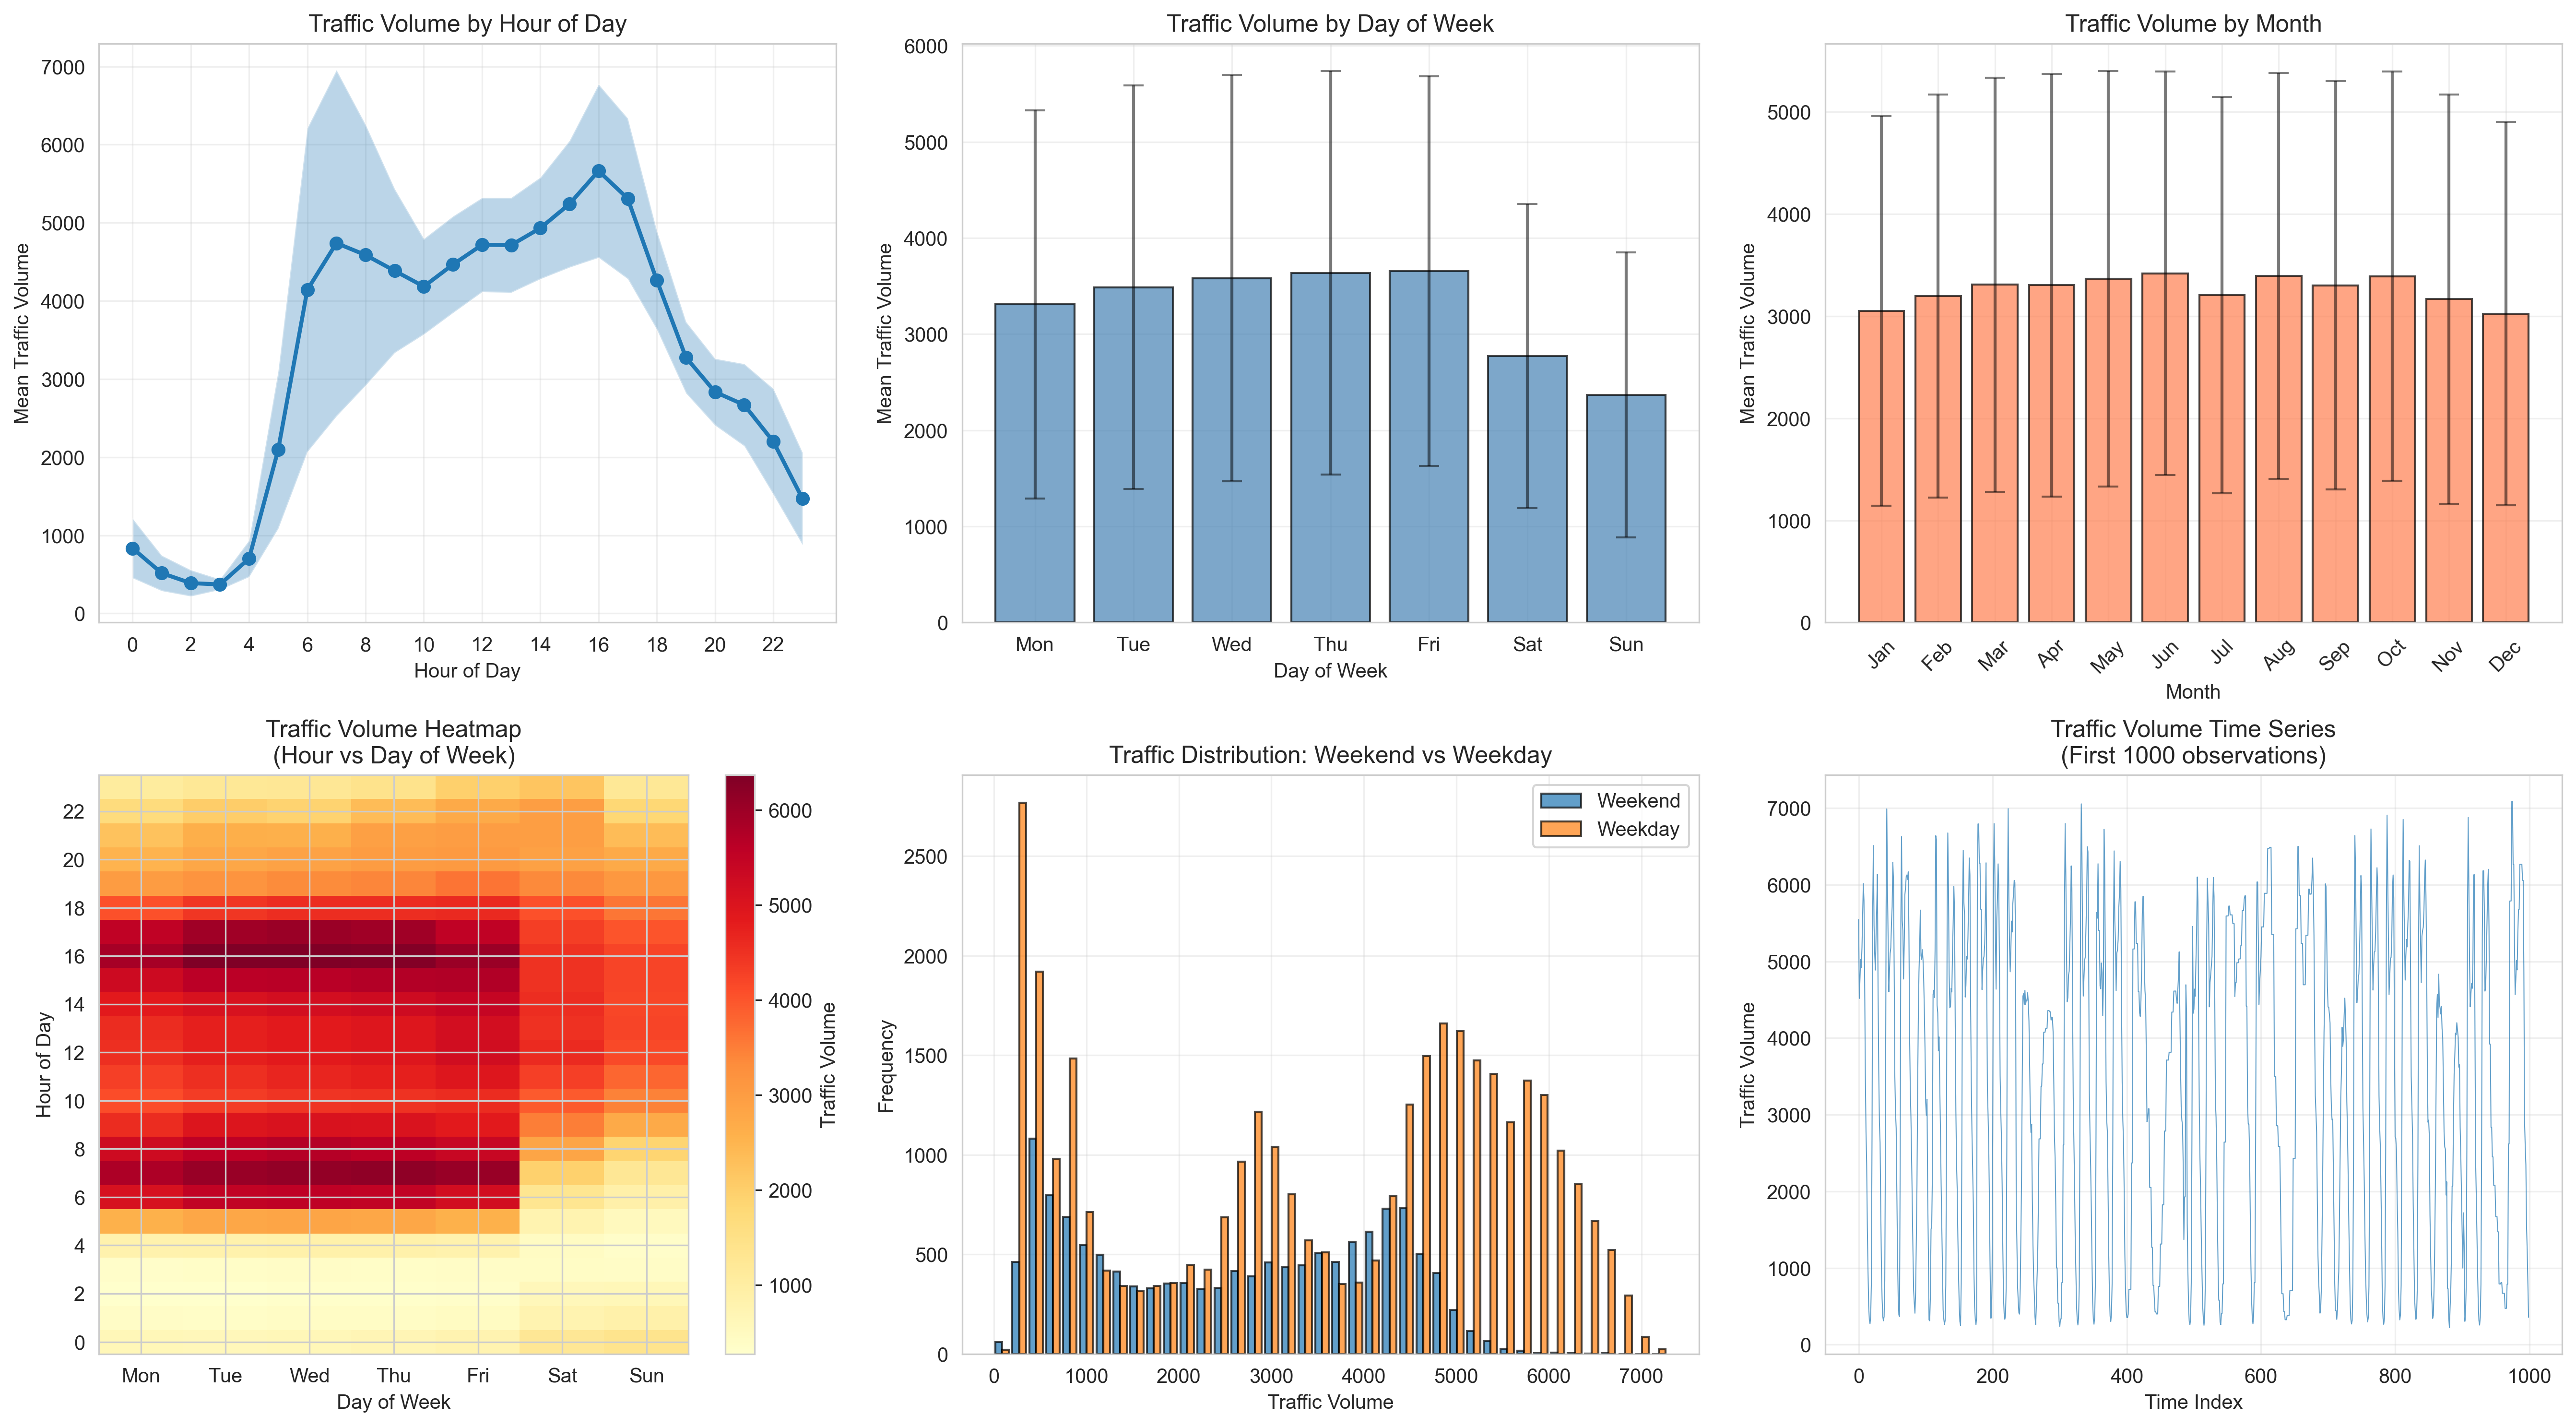 Traffic Volume by Hour of Day
7000
6000
5000
4000
3000
2000
1000
0
Mean Traffic Volume
0 2 4 6 8 10 12 14 16 18 20 22
Hour of Day
Traffic Volume by Day of Week
6000
5000
4000
3000
2000
1000
0
Mean Traffic Volume
Mon Tue Wed Thu Fri Sat Sun
Day of Week
Traffic Volume by Month
5000
4000
3000
2000
1000
0
Mean Traffic Volume
Jan Feb Mar Apr May Jun Jul Aug Sep Oct Nov Dec
Month
Traffic Volume Heatmap
(Hour vs Day of Week)
22
20
18
16
14
12
10
8
6
4
2
0
Hour of Day
Mon Tue Wed Thu Fri Sat Sun
Day of Week
6000
5000
4000
3000
2000
1000
Traffic Volume
Traffic Distribution: Weekend vs Weekday
Weekend
Weekday
2500
2000
1500
1000
500
0
Frequency
0 1000 2000 3000 4000 5000 6000 7000
Traffic Volume
Traffic Volume Time Series
(First 1000 observations)
7000
6000
5000
4000
3000
2000
1000
0
Traffic Volume
0 200 400 600 800 1000
Time Index